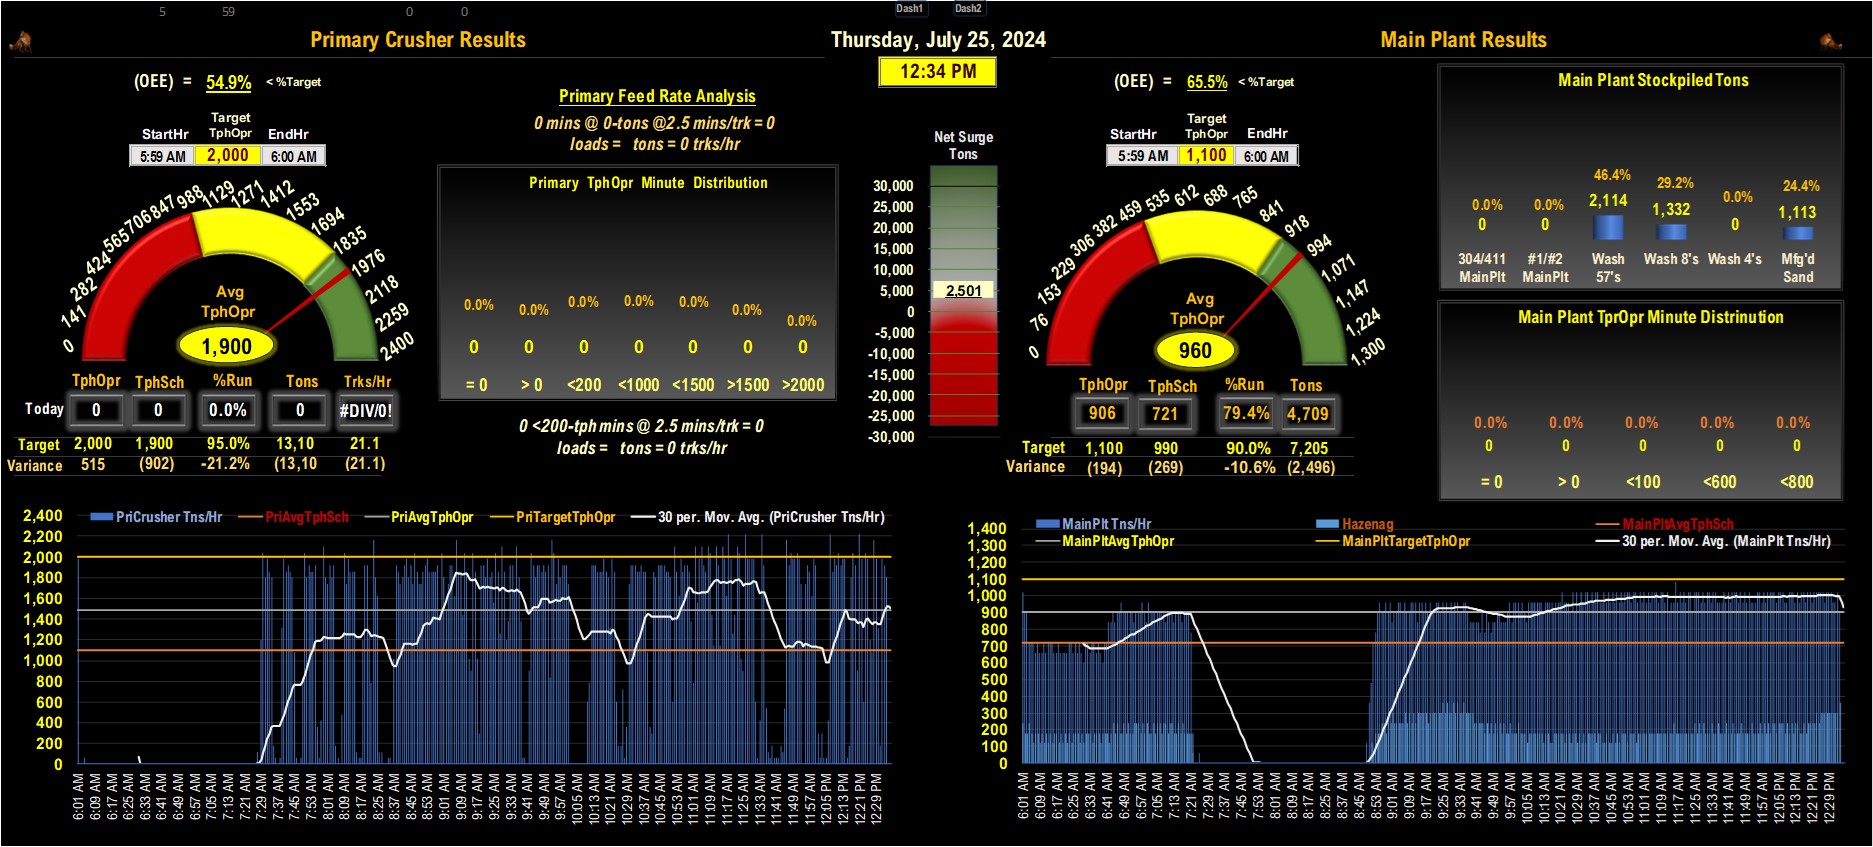 5 59 0 0 Dash1 Dash2
Primary Crusher Results
(OEE) = 54.9% < %Target
StartHr Target TphOpr EndHr
5:59 AM 2,000 6:00 AM
0 141 282 424 565 706 847 988 1129 1271 1412 1553 1694 1835 1976 2118 2259 2400
Avg
TphOpr
1,900
TphOpr TphSch %Run Tons Trks/Hr
Today 0 0 0.0% 0 #DIV/0!
Target 2,000 1,900 95.0% 13,10 21.1
Variance 515 (902) -21.2% (13,10 (21.1)
Primary Feed Rate Analysis
0 mins @ 0-tons @2.5 mins/trk = 0
loads = tons = 0 trks/hr
Primary TphOpr Minute Distribution
0.0% 0.0% 0.0% 0.0% 0.0% 0.0% 0.0%
0 0 0 0 0 0 0
= 0 > 0 <200 <1000 <1500 >1500 >2000
0 <200-tph mins @ 2.5 mins/trk = 0
loads = tons = 0 trks/hr
Thursday, July 25, 2024
12:34 PM
Net Surge
Tons
30,000
25,000
20,000
15,000
10,000
5,000
2,501
0
-5,000
-10,000
-15,000
-20,000
-25,000
-30,000
Main Plant Results
(OEE) = 65.5% < %Target
StartHr Target TphOpr EndHr
5:59 AM 1,100 6:00 AM
0 76 153 229 306 382 459 535 612 688 765 841 918 994 1,071 1,147 1,224 1,300
Avg
TphOpr
960
TphOpr TphSch %Run Tons
906 721 79.4% 4,709
Target 1,100 990 90.0% 7,205
Variance (194) (269) -10.6% (2,496)
Main Plant Stockpiled Tons
0.0% 0.0% 46.4% 29.2% 0.0% 24.4%
0 0 2,114 1,332 0 1,113
304/411 #1/#2 Wash Wash 8's Wash 4's Mfg'd
MainPlt MainPlt 57's Sand
Main Plant TprOpr Minute Distrinution
0.0% 0.0% 0.0% 0.0% 0.0%
0 0 0 0 0
= 0 > 0 <100 <600 <800
PriCrusher Tns/Hr PriAvgTphSch PriAvgTphOpr PriTargetTphOpr 30 per. Mov. Avg. (PriCrusher Tns/Hr)
2,400
2,200
2,000
1,800
1,600
1,400
1,200
1,000
800
600
400
200
0
6:01 AM 6:09 AM 6:17 AM 6:25 AM 6:33 AM 6:41 AM 6:49 AM 6:57 AM 7:05 AM 7:13 AM 7:21 AM 7:29 AM 7:37 AM 7:45 AM 7:53 AM 8:01 AM 8:09 AM 8:17 AM 8:25 AM 8:37 AM 8:45 AM 8:53 AM 9:01 AM 9:09 AM 9:17 AM 9:25 AM 9:33 AM 9:41 AM 9:49 AM 9:57 AM 10:05 AM 10:13 AM 10:21 AM 10:29 AM 10:37 AM 10:45 AM 10:53 AM 11:01 AM 11:09 AM 11:17 AM 11:25 AM 11:33 AM 11:41 AM 11:49 AM 11:57 AM 12:05 PM 12:13 PM 12:21 PM 12:29 PM
MainPlt Tns/Hr Hazenag MainPltAvgTphSch
MainPltAvgTphOpr MainPltTargetTphOpr 30 per. Mov. Avg. (MainPlt Tns/Hr)
1,400
1,300
1,200
1,100
1,000
900
800
700
600
500
400
300
200
100
0
6:01 AM 6:09 AM 6:17 AM 6:25 AM 6:33 AM 6:41 AM 6:49 AM 6:57 AM 7:05 AM 7:13 AM 7:21 AM 7:29 AM 7:37 AM 7:45 AM 7:53 AM 8:01 AM 8:09 AM 8:17 AM 8:25 AM 8:37 AM 8:45 AM 8:53 AM 9:01 AM 9:09 AM 9:17 AM 9:25 AM 9:33 AM 9:41 AM 9:49 AM 9:57 AM 10:05 AM 10:13 AM 10:21 AM 10:29 AM 10:37 AM 10:45 AM 10:53 AM 11:01 AM 11:09 AM 11:17 AM 11:25 AM 11:33 AM 11:41 AM 11:49 AM 11:57 AM 12:05 PM 12:13 PM 12:21 PM 12:29 PM